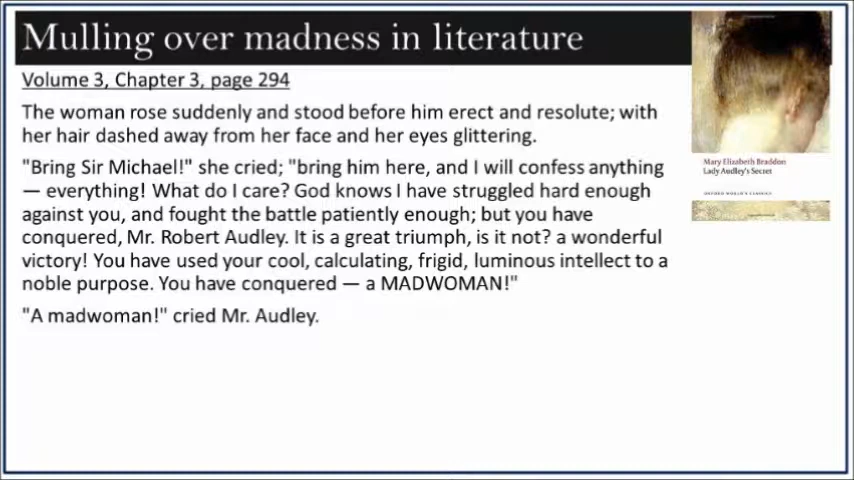 Mulling over madness in literature
Volume 3, Chapter 3, page 294
The woman rose suddenly and stood before him erect and resolute; with
her hair dashed away from her face and her eyes glittering.
"Bring Sir Michael!" she cried; "bring him here, and I will confess anything
— everything! What do I care? God knows I have struggled hard enough
against you, and fought the battle patiently enough; but you have
conquered, Mr. Robert Audley. It is a great triumph, is it not? a wonderful
victory! You have used your cool, calculating, frigid, luminous intellect to a
noble purpose. You have conquered — a MADWOMAN!"
"A madwoman!" cried Mr. Audley.
Mary Elizabeth Braddon
Lady Audley's Secret
OXFORD WORLD'S CLASSICS